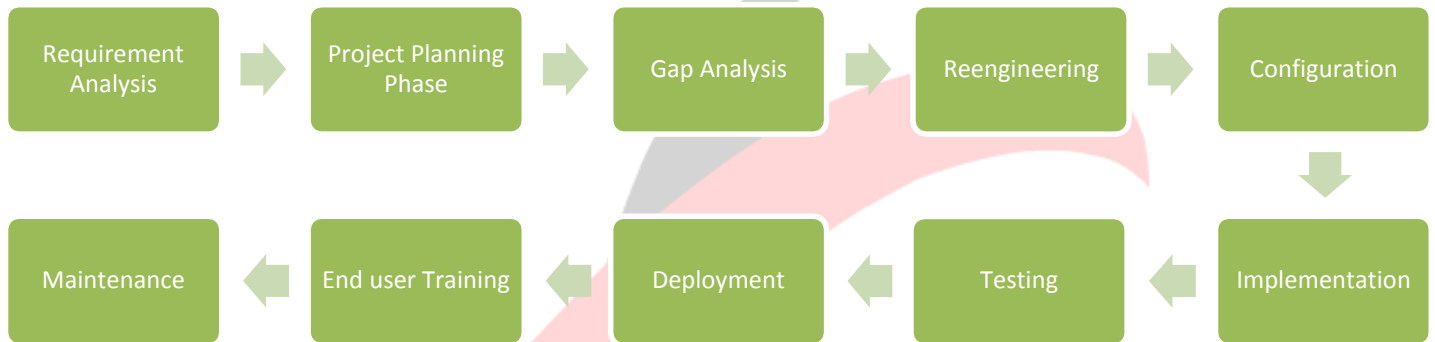 Requirement
Analysis
Project Planning
Phase
Gap Analysis
Reengineering
Configuration
Implementation
Testing
Deployment
End user Training
Maintenance